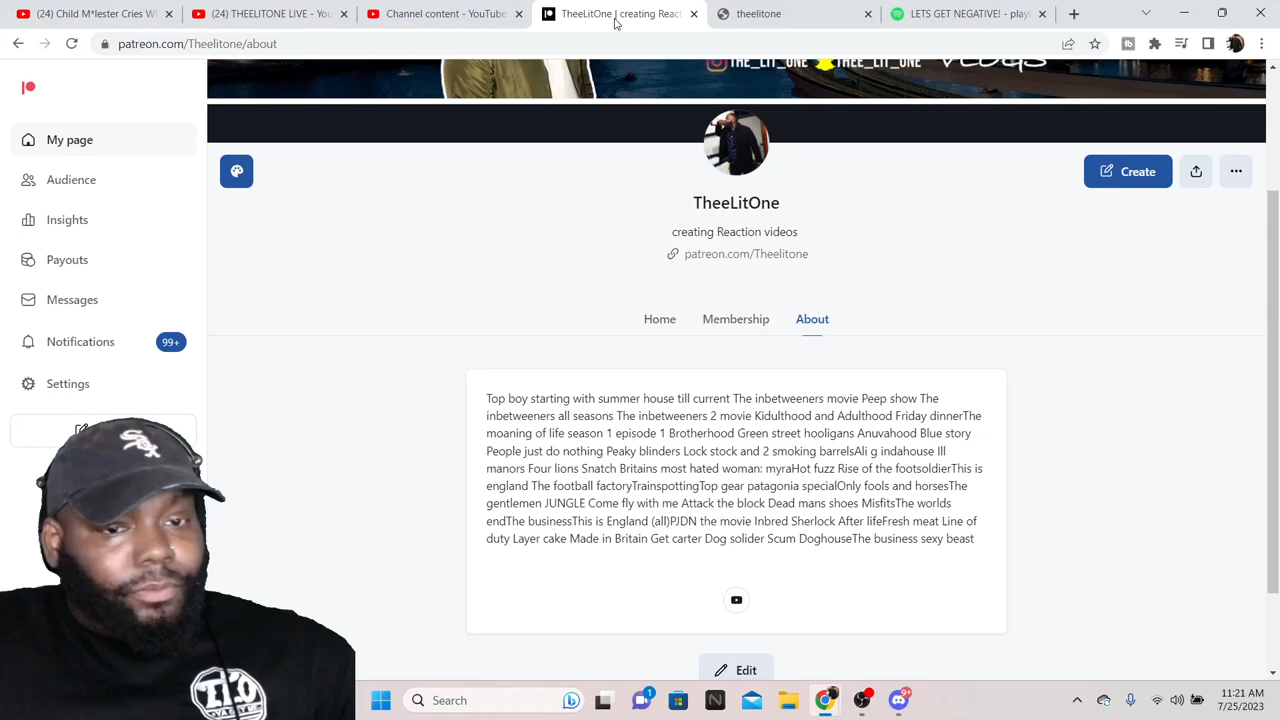 (24) Child M*lester Cries W
(24) THEELIT LIVE - You
Channel content - YouTube
TheeLitOne | creating React
theelitone
LETS GET NEGATIVE! - play
patreon.com/Theelitone/about
THE_LIT_ONE THEE_LIT_ONE VLOGS
My page
Audience
Insights
Payouts
Messages
Notifications 99+
Settings
Create
TheeLitOne
creating Reaction videos
patreon.com/Theelitone
Home Membership About
Top boy starting with summer house till current The inbetweeners movie Peep show The
inbetweeners all seasons The inbetweeners 2 movie Kidulthood and Adulthood Friday dinnerThe
moaning of life season 1 episode 1 Brotherhood Green street hooligans Anuvahood Blue story
People just do nothing Peaky blinders Lock stock and 2 smoking barrelsAli g indahouse Ill
manors Four lions Snatch Britains most hated woman: myraHot fuzz Rise of the footsoldierThis is
england The football factoryTrainspottingTop gear patagonia specialOnly fools and horsesThe
gentlemen JUNGLE Come fly with me Attack the block Dead mans shoes MisfitsThe worlds
endThe businessThis is England (all)PJDN the movie Inbred Sherlock After lifeFresh meat Line of
duty Layer cake Made in Britain Get carter Dog solider Scum DoghouseThe business sexy beast
Edit
Search
1
9+
11:21 AM
7/25/2023